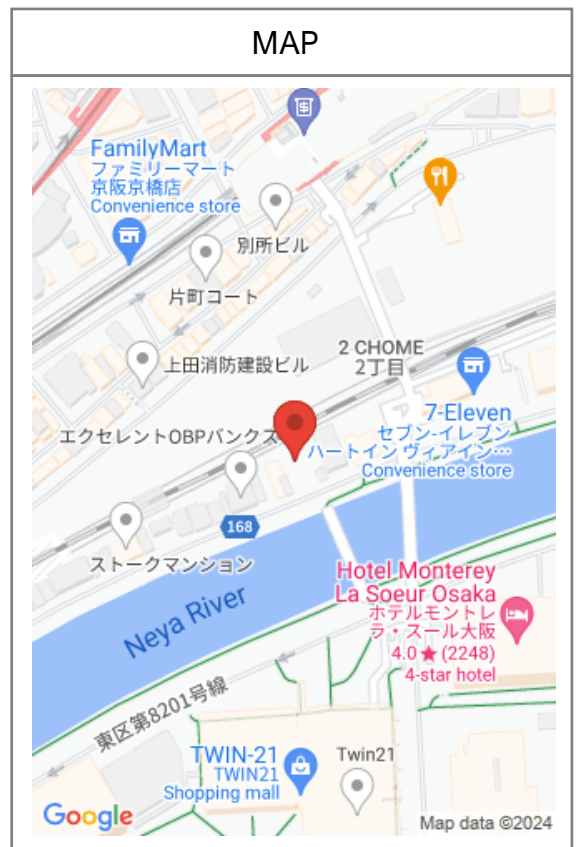 MAP
FamilyMart
ファミリーマート
京阪京橋店
Convenience store
別所ビル
片町コート
上田消防建設ビル
2 CHOME
2丁目
7-Eleven
セブン-イレブン
ハートイン ヴィアイン…
Convenience store
エクセレントOBPバンクス
168
ストークマンション
Neya River
Hotel Monterey
La Soeur Osaka
ホテルモントレ
ラ・スール大阪
4.0★(2248)
4-star hotel
東区第8201号線
TWIN-21
TWIN21
Shopping mall
Twin21
Google
Map data ©2024